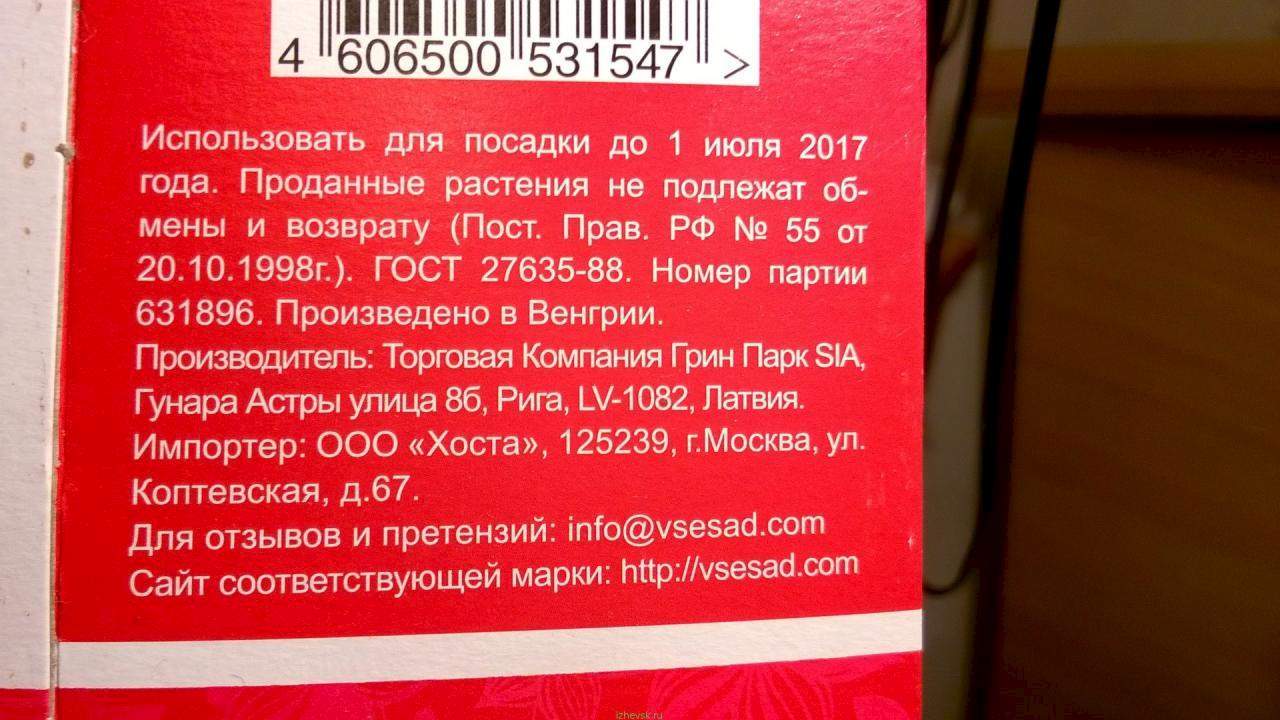 4 606500 531547 >
Использовать для посадки до 1 июля 2017
года. Проданные растения не подлежат об-
мены и возврату (Пост. Прав. РФ № 55 от
20.10.1998г.). ГОСТ 27635-88. Номер партии
631896. Произведено в Венгрии.
Производитель: Торговая Компания Грин Парк SIA,
Гунара Астры улица 8б, Рига, LV-1082, Латвия.
Импортер: ООО «Хоста», 125239, г.Москва, ул.
Коптевская, д.67.
Для отзывов и претензий: info@vsesad.com
Сайт соответствующей марки: http://vsesad.com
izhevsk.ru